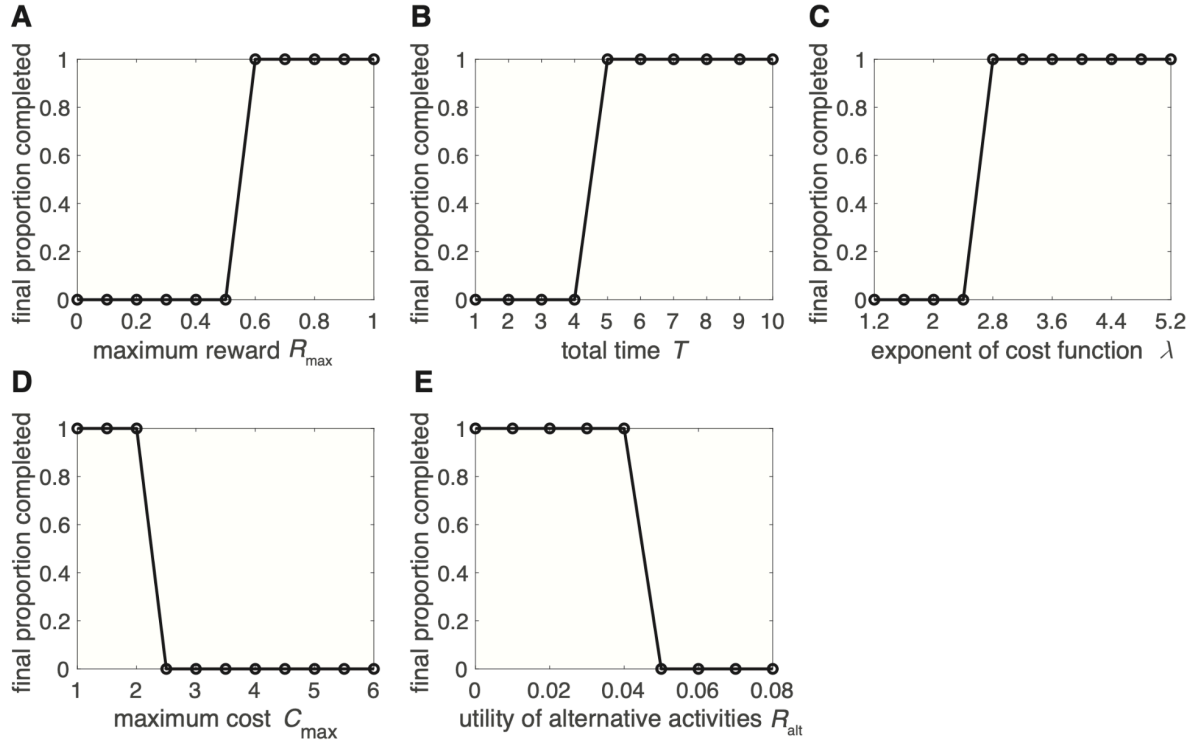 A
final proportion completed
1
0.8
0.6
0.4
0.2
0
0 0.2 0.4 0.6 0.8 1
maximum reward Rmax
B
final proportion completed
1
0.8
0.6
0.4
0.2
0
1 2 3 4 5 6 7 8 9 10
total time T
C
final proportion completed
1
0.8
0.6
0.4
0.2
0
1.2 2 2.8 3.6 4.4 5.2
exponent of cost function λ
D
final proportion completed
1
0.8
0.6
0.4
0.2
0
1 2 3 4 5 6
maximum cost Cmax
E
final proportion completed
1
0.8
0.6
0.4
0.2
0
0 0.02 0.04 0.06 0.08
utility of alternative activities Ralt